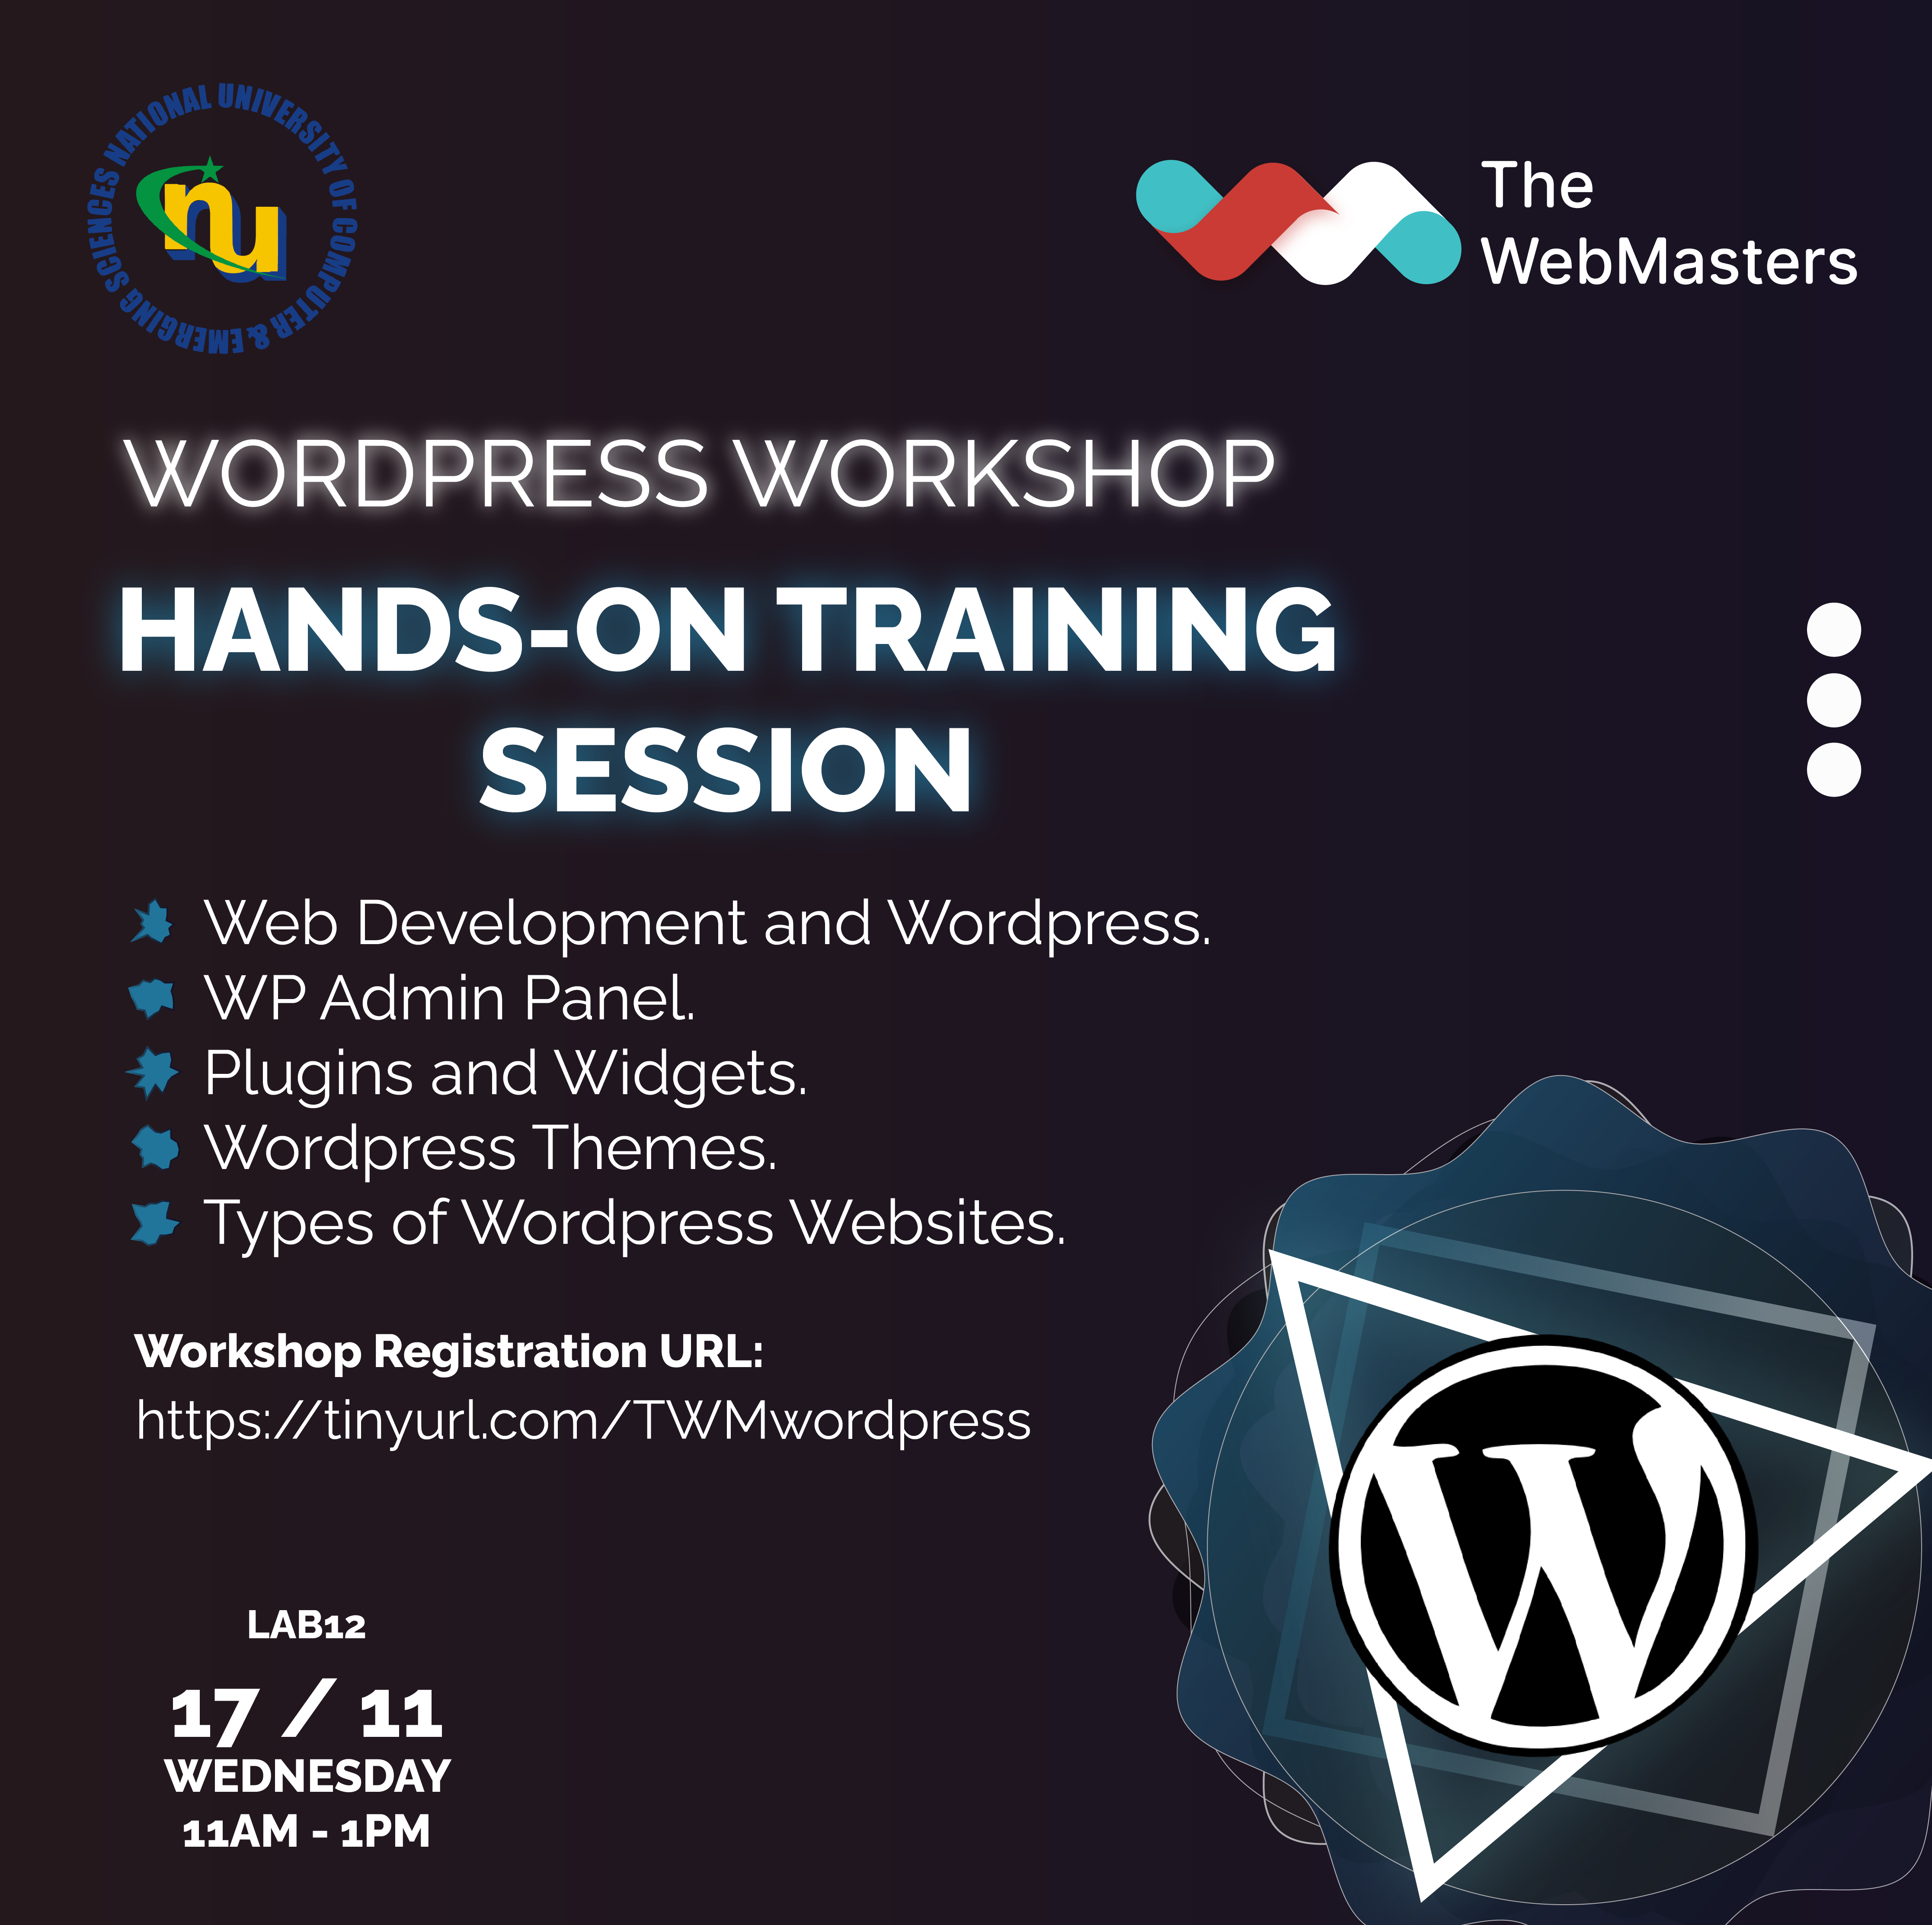 NATIONAL UNIVERSITY OF COMPUTER & EMERGING SCIENCES
nu
The
WebMasters
WORDPRESS WORKSHOP
HANDS-ON TRAINING
SESSION
Web Development and Wordpress.
WP Admin Panel.
Plugins and Widgets.
Wordpress Themes.
Types of Wordpress Websites.
Workshop Registration URL:
https://tinyurl.com/TWMwordpress
LAB12
17 / 11
WEDNESDAY
11AM - 1PM
W